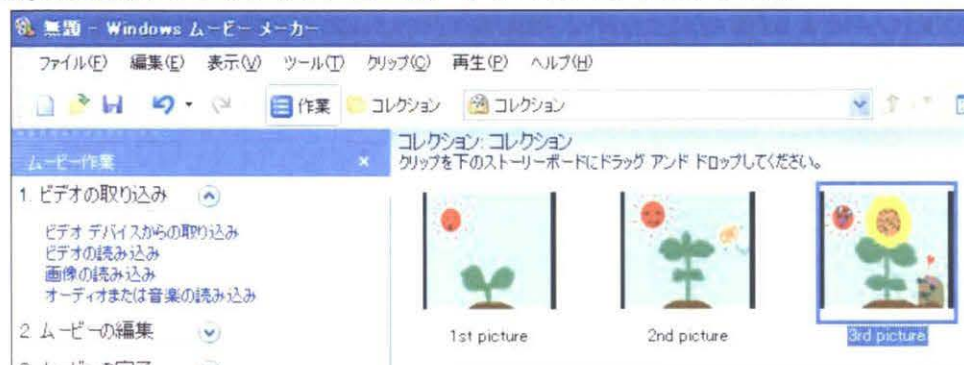 無題 - Windows ムービー メーカー
ファイル(F) 編集(E) 表示(V) ツール(T) クリップ(C) 再生(P) ヘルプ(H)
作業 コレクション コレクション
ムービー作業
コレクション: コレクション
クリップを下のストーリーボードにドラッグ アンド ドロップしてください。
1. ビデオの取り込み
ビデオ デバイスからの取り込み
ビデオの読み込み
画像の読み込み
オーディオまたは音楽の読み込み
2. ムービーの編集
1st picture
2nd picture
3rd picture